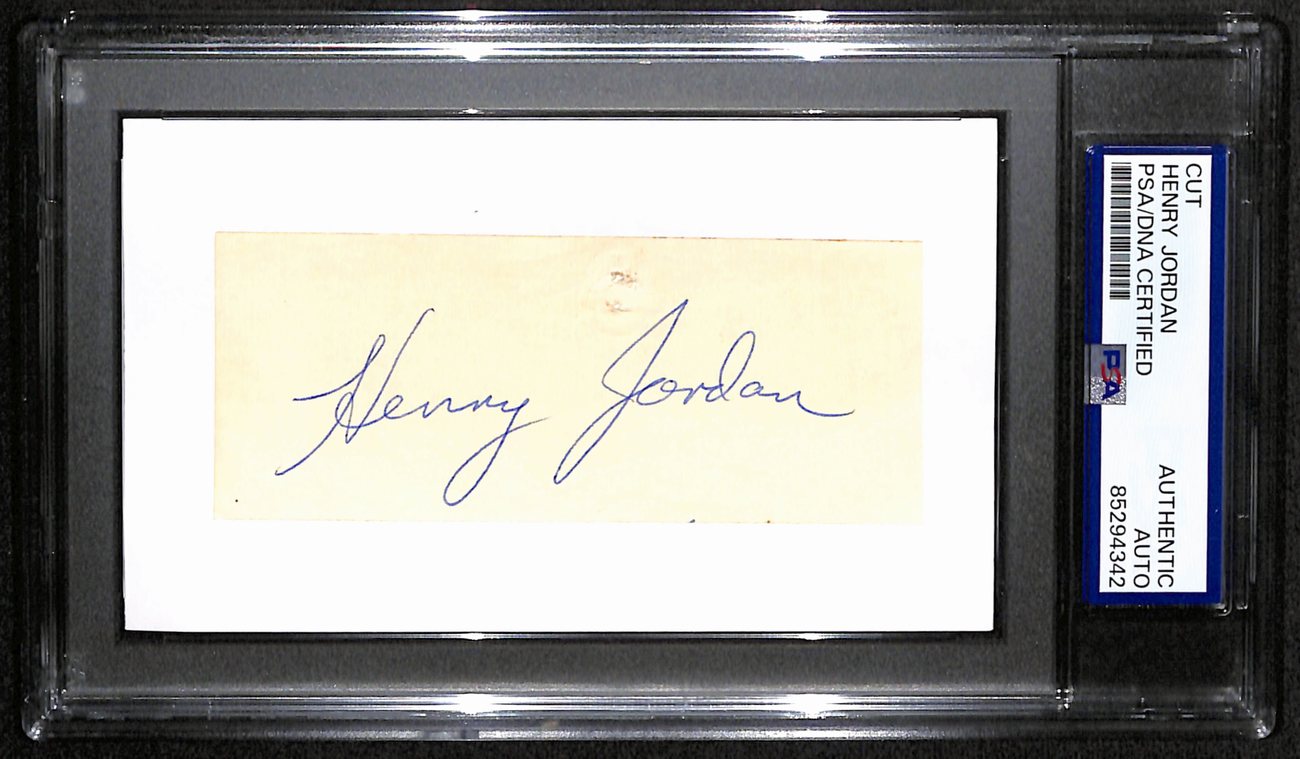 Henry Jordan
CUT
HENRY JORDAN
PSA/DNA CERTIFIED
PSA
AUTHENTIC
AUTO
85294342